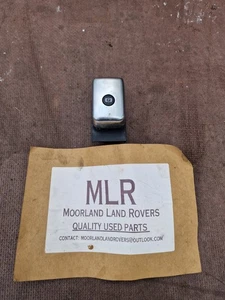 MLR
MOORLAND LAND ROVERS
QUALITY USED PARTS
CONTACT: MOORLANDLANDROVERS@OUTLOOK.COM